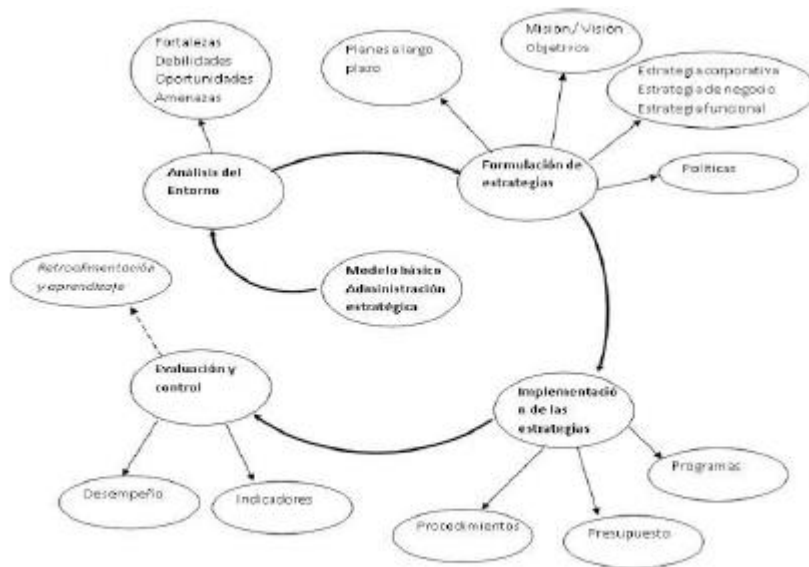 Fortalezas
Debilidades
Oportunidades
Amenazas
Planes a largo
plazo
Misión / Visión
Objetivos
Estrategia corporativa
Estrategia de negocio
Estrategia funcional
Políticas
Análisis del
Entorno
Formulación de
estrategias
Modelo básico
Administración
estratégica
Retroalimentación
y aprendizaje
Evaluación y
control
Desempeño
Indicadores
Implementació
n de las
estrategias
Programas
Procedimientos
Presupuesto